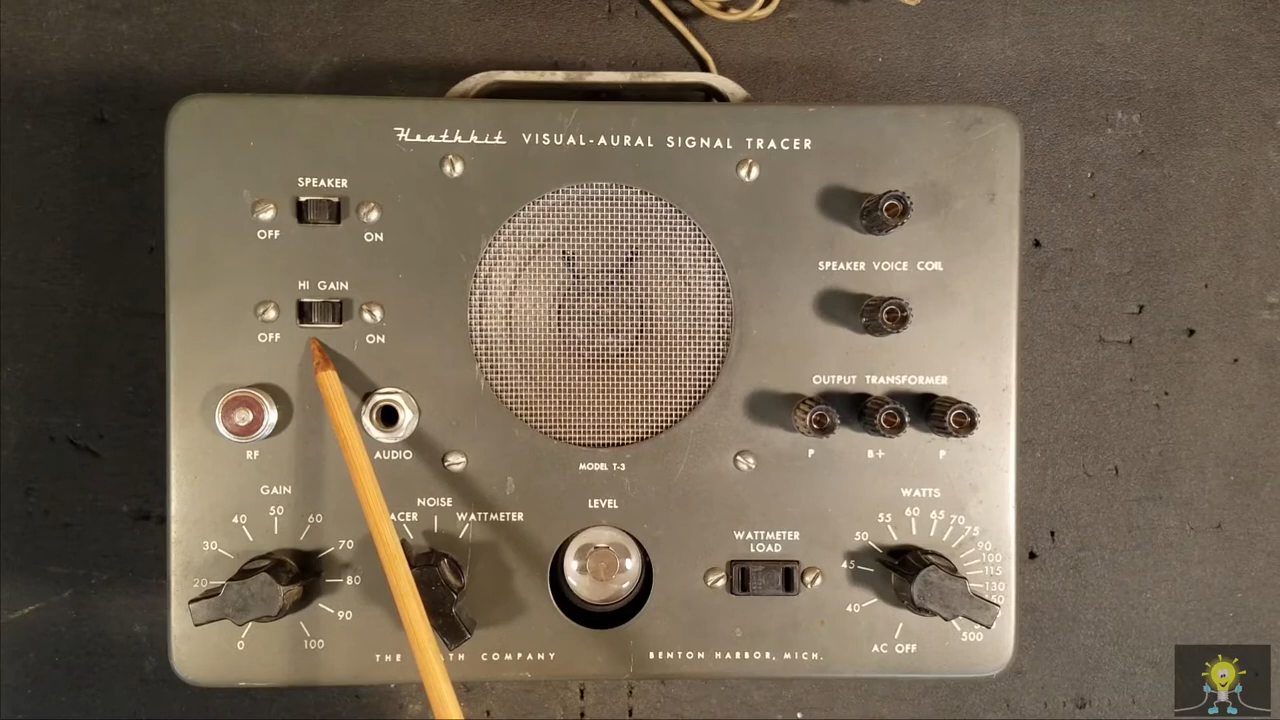 Heathkit VISUAL-AURAL SIGNAL TRACER
SPEAKER
OFF ON
HI GAIN
OFF ON
SPEAKER VOICE COIL
OUTPUT TRANSFORMER
P B+ P
RF AUDIO
MODEL T-3
GAIN
0 20 30 40 50 60 70 80 90 100
NOISE
ACER WATTMETER
LEVEL
WATTMETER
LOAD
WATTS
AC OFF 40 45 50 55 60 65 70 75 90 100 115 130 150 500
THE ATH COMPANY BENTON HARBOR, MICH.